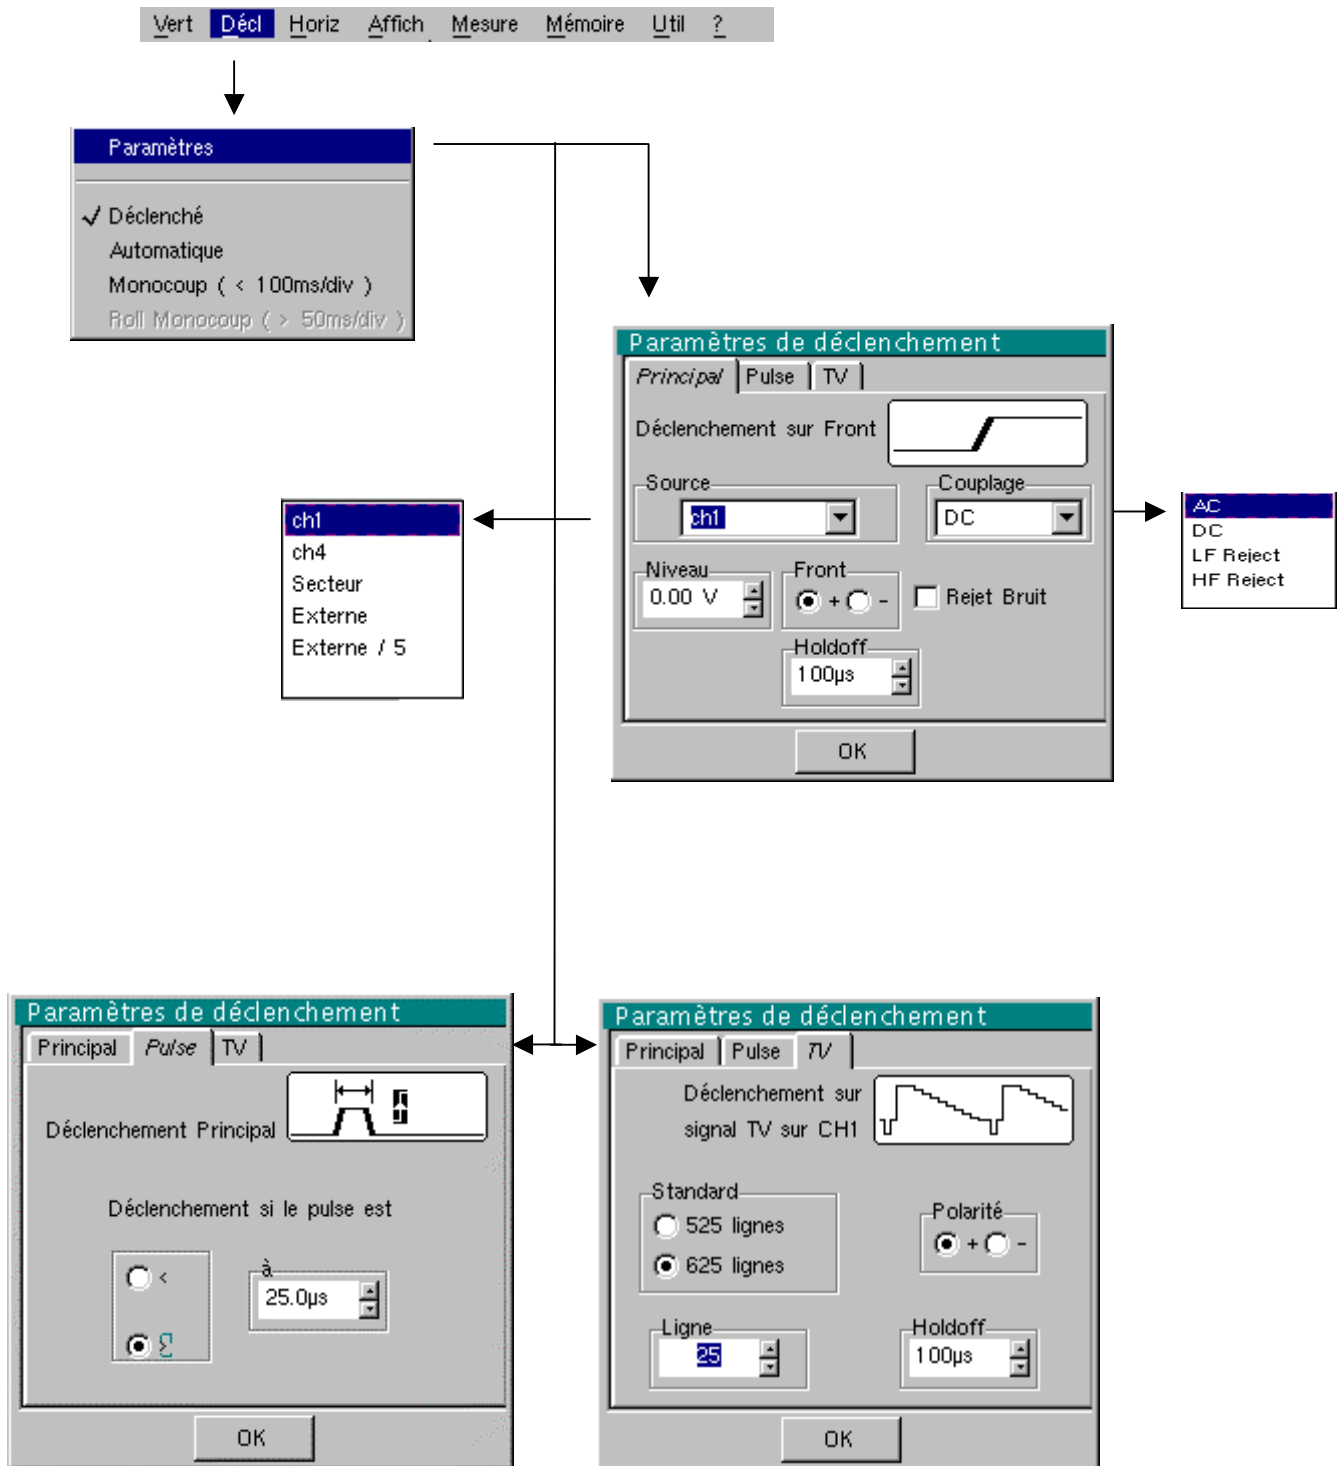 Vert Décl Horiz Affich Mesure Mémoire Util ?
Paramètres
✓ Déclenché
Automatique
Monocoup ( < 100ms/div )
Roll Monocoup ( > 50ms/div )
Paramètres de déclenchement
Principal Pulse TV
Déclenchement sur Front
Source
ch1
Couplage
DC
Niveau
0.00 V
Front
+ -
Rejet Bruit
Holdoff
100µs
OK
ch1
ch4
Secteur
Externe
Externe / 5
AC
DC
LF Reject
HF Reject
Paramètres de déclenchement
Principal Pulse TV
Déclenchement Principal
Déclenchement si le pulse est
<
>
à
25.0µs
OK
Paramètres de déclenchement
Principal Pulse TV
Déclenchement sur
signal TV sur CH1
Standard
525 lignes
625 lignes
Polarité
+ -
Ligne
25
Holdoff
100µs
OK